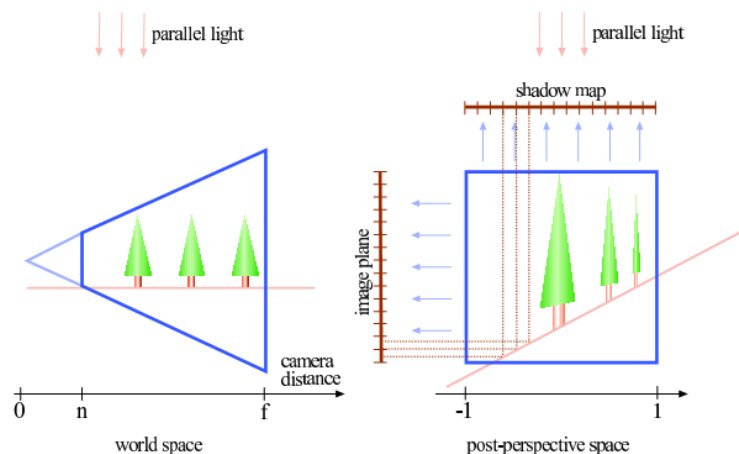 parallel light
camera
distance
0
n
f
world space
parallel light
shadow map
image plane
-1
1
post-perspective space